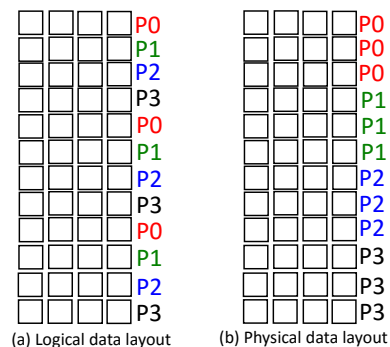 P0 P0
P1 P0
P2 P0
P3 P1
P0 P1
P1 P1
P2 P2
P3 P2
P0 P2
P1 P3
P2 P3
P3 P3
(a) Logical data layout (b) Physical data layout